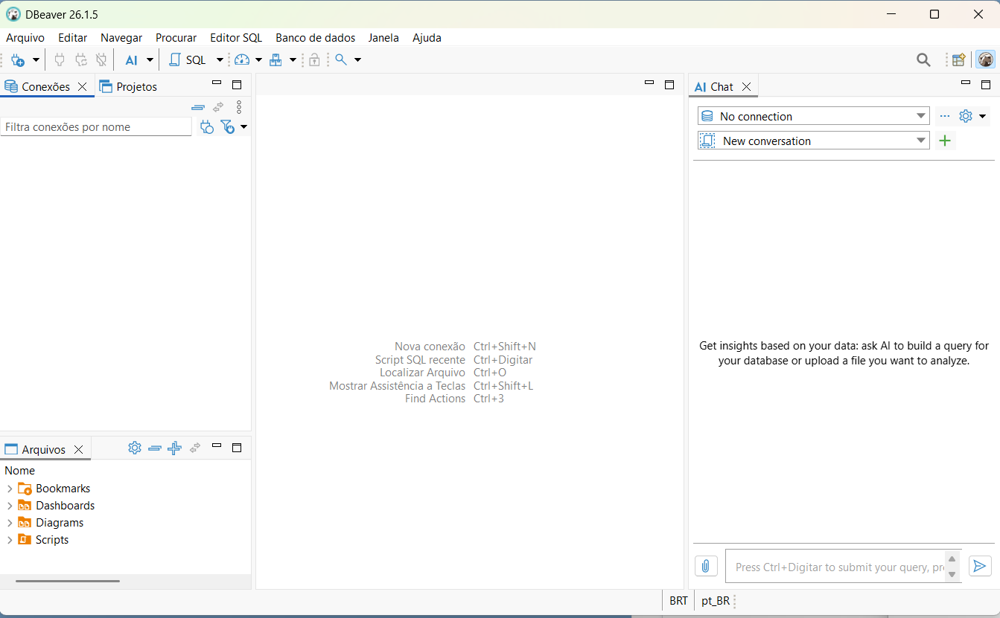 DBeaver 26.1.5
Arquivo Editar Navegar Procurar Editor SQL Banco de dados Janela Ajuda
AI SQL
Conexões Projetos
Filtra conexões por nome
Nova conexão Ctrl+Shift+N
Script SQL recente Ctrl+Digitar
Localizar Arquivo Ctrl+O
Mostrar Assistência a Teclas Ctrl+Shift+L
Find Actions Ctrl+3
AI Chat
No connection
New conversation
Get insights based on your data: ask AI to build a query for
your database or upload a file you want to analyze.
Press Ctrl+Digitar to submit your query, pr
Arquivos
Nome
Bookmarks
Dashboards
Diagrams
Scripts
BRT pt_BR